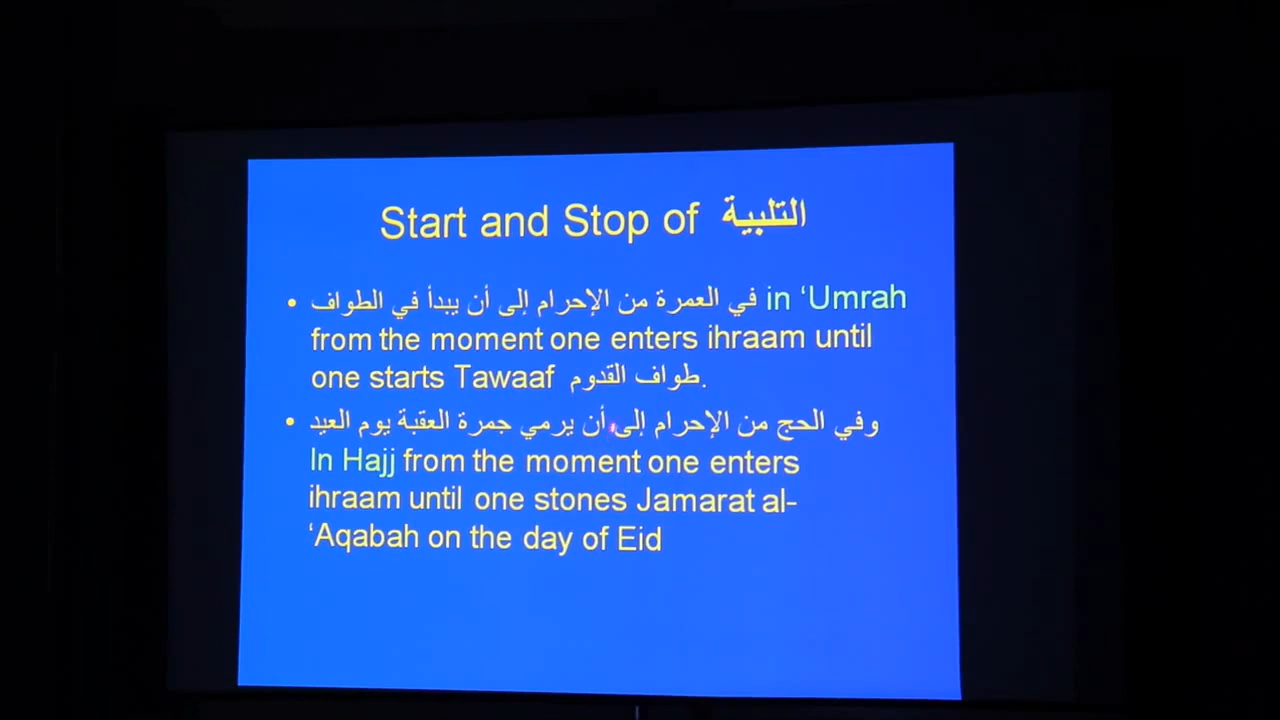 Start and Stop of التلبية
• في العمرة من الإحرام إلى أن يبدأ في الطواف in ‘Umrah
from the moment one enters ihraam until
one starts Tawaaf طواف القدوم.
• وفي الحج من الإحرام إلى أن يرمي جمرة العقبة يوم العيد
In Hajj from the moment one enters
ihraam until one stones Jamarat al-
‘Aqabah on the day of Eid